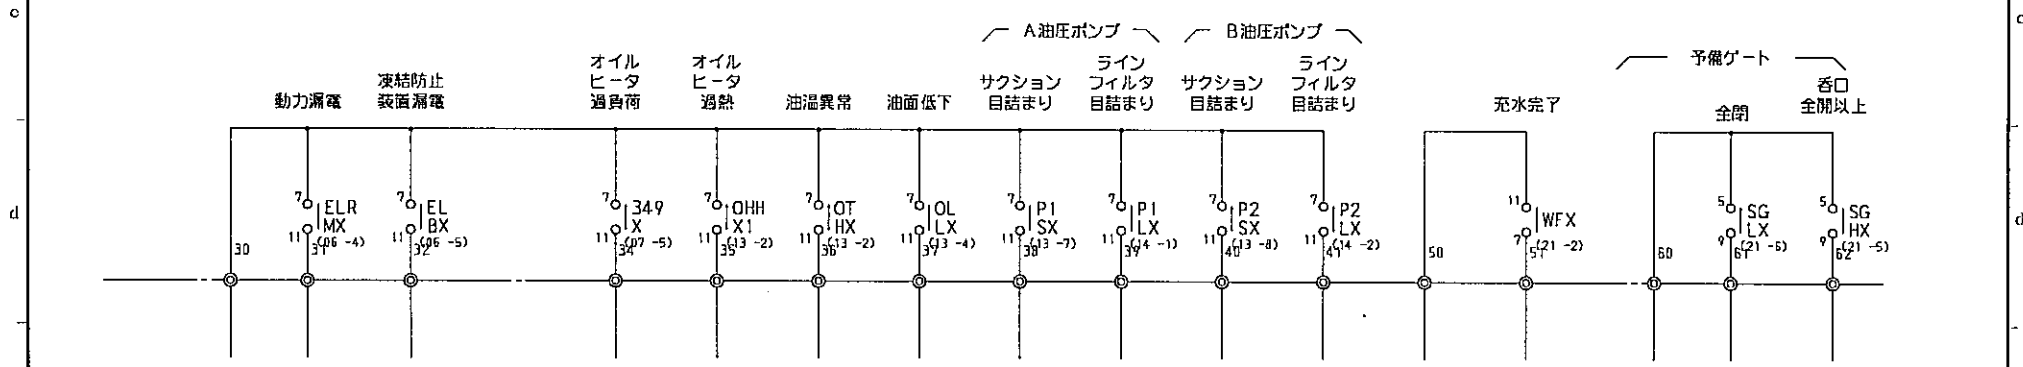 c
c
A油圧ポンプ
B油圧ポンプ
予備ゲート
動力漏電
凍結防止
装置漏電
オイル
ヒータ
過負荷
オイル
ヒータ
過熱
油温異常
油面低下
サクション
目詰まり
ライン
フィルタ
目詰まり
サクション
目詰まり
ライン
フィルタ
目詰まり
充水完了
全閉
呑口
全開以上
d
d
30
7
ELR
MX
11
(06 -4)
31
7
EL
BX
11
(06 -5)
32
7
349
X
11
(07 -5)
34
7
OHH
X1
11
(13 -2)
35
7
OT
HX
11
(13 -2)
36
7
OL
LX
11
(13 -4)
37
7
P1
SX
11
(13 -7)
38
7
P1
LX
11
(14 -1)
39
7
P2
SX
11
(13 -8)
40
7
P2
LX
11
(14 -2)
41
50
11
WFX
7
(21 -2)
51
60
5
SG
LX
9
(21 -6)
61
5
SG
HX
9
(21 -5)
62